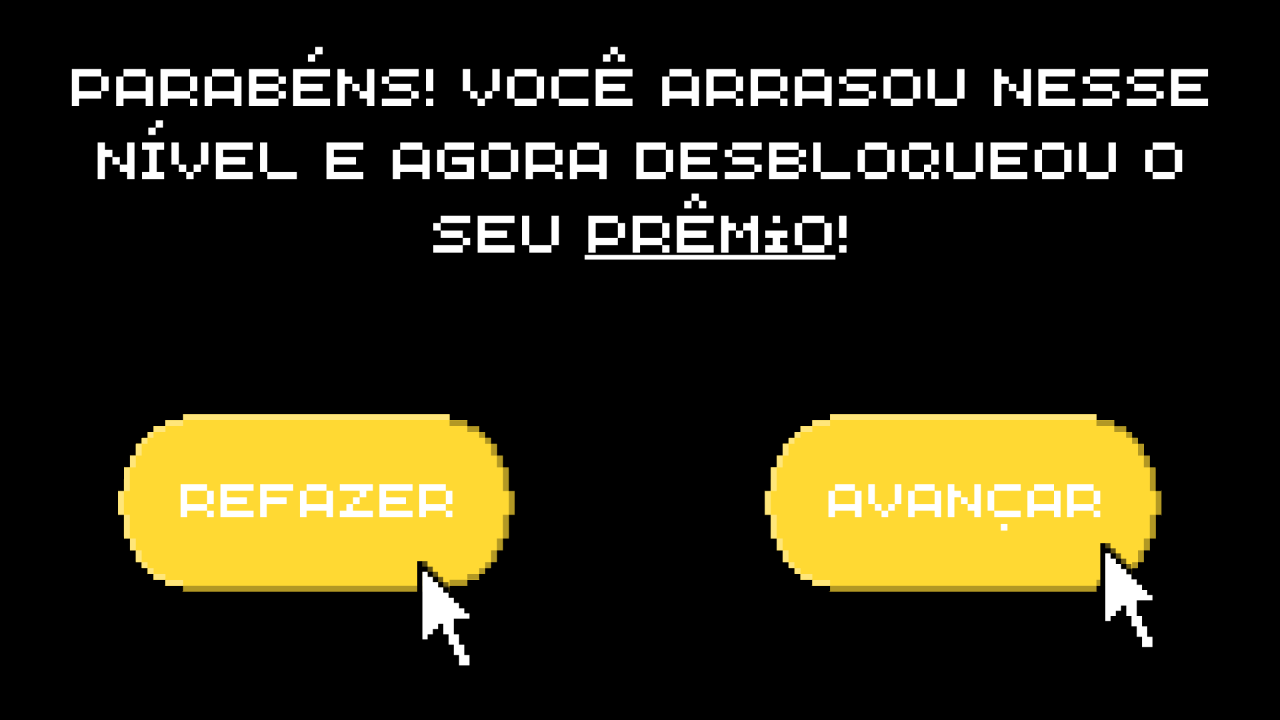 PARABÉNS! VOCÊ ARRASOU NESSE
NÍVEL E AGORA DESBLOQUEOU O
SEU PRÊMiO!
REFAZER
AVANÇAR